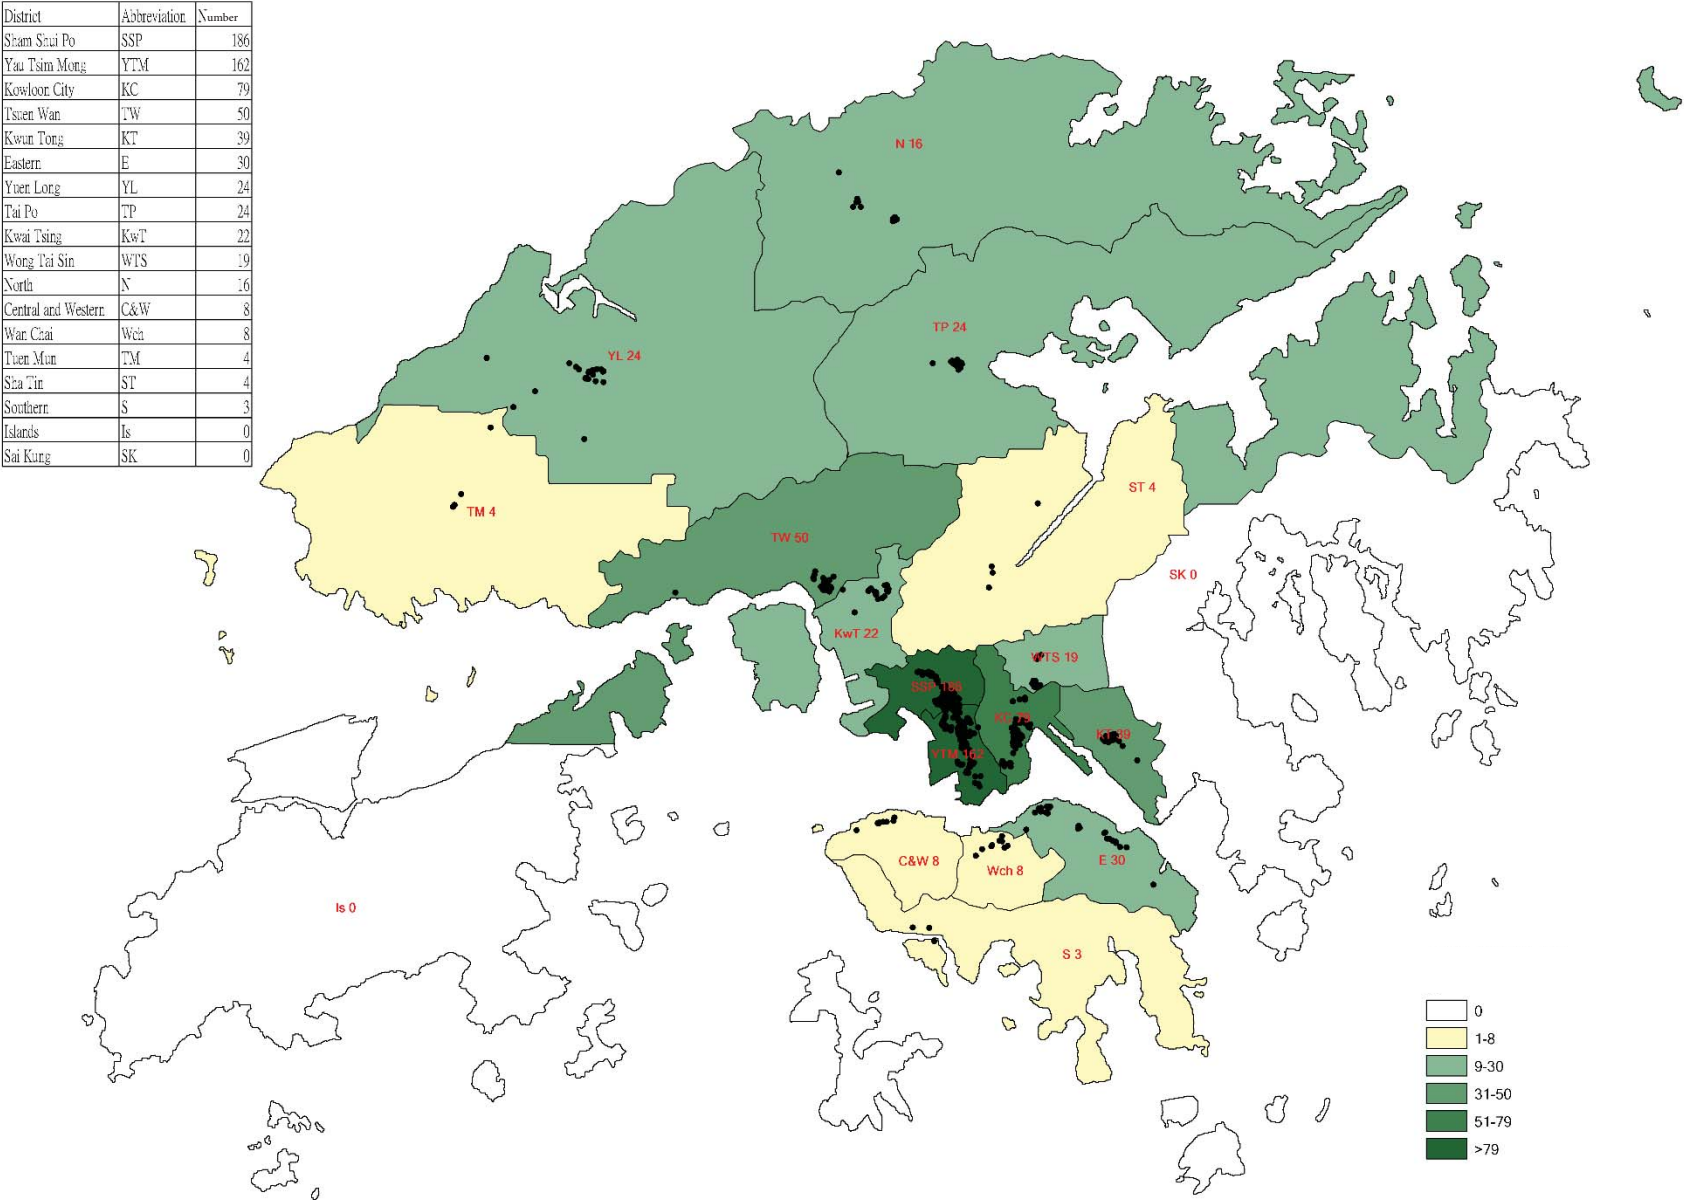 District Abbreviation Number
Sham Shui Po SSP 186
Yau Tsim Mong YTM 162
Kowloon City KC 79
Tsuen Wan TW 50
Kwun Tong KT 39
Eastern E 30
Yuen Long YL 24
Tai Po TP 24
Kwai Tsing KwT 22
Wong Tai Sin WTS 19
North N 16
Central and Western C&W 8
Wan Chai Wch 8
Tuen Mun TM 4
Sha Tin ST 4
Southern S 3
Islands Is 0
Sai Kung SK 0
N 16
TP 24
YL 24
ST 4
TM 4
TW 50
SK 0
KwT 22
WTS 19
SSP 186
KC 79
KT 39
YTM 162
C&W 8
Wch 8
E 30
Is 0
S 3
0
1-8
9-30
31-50
51-79
>79